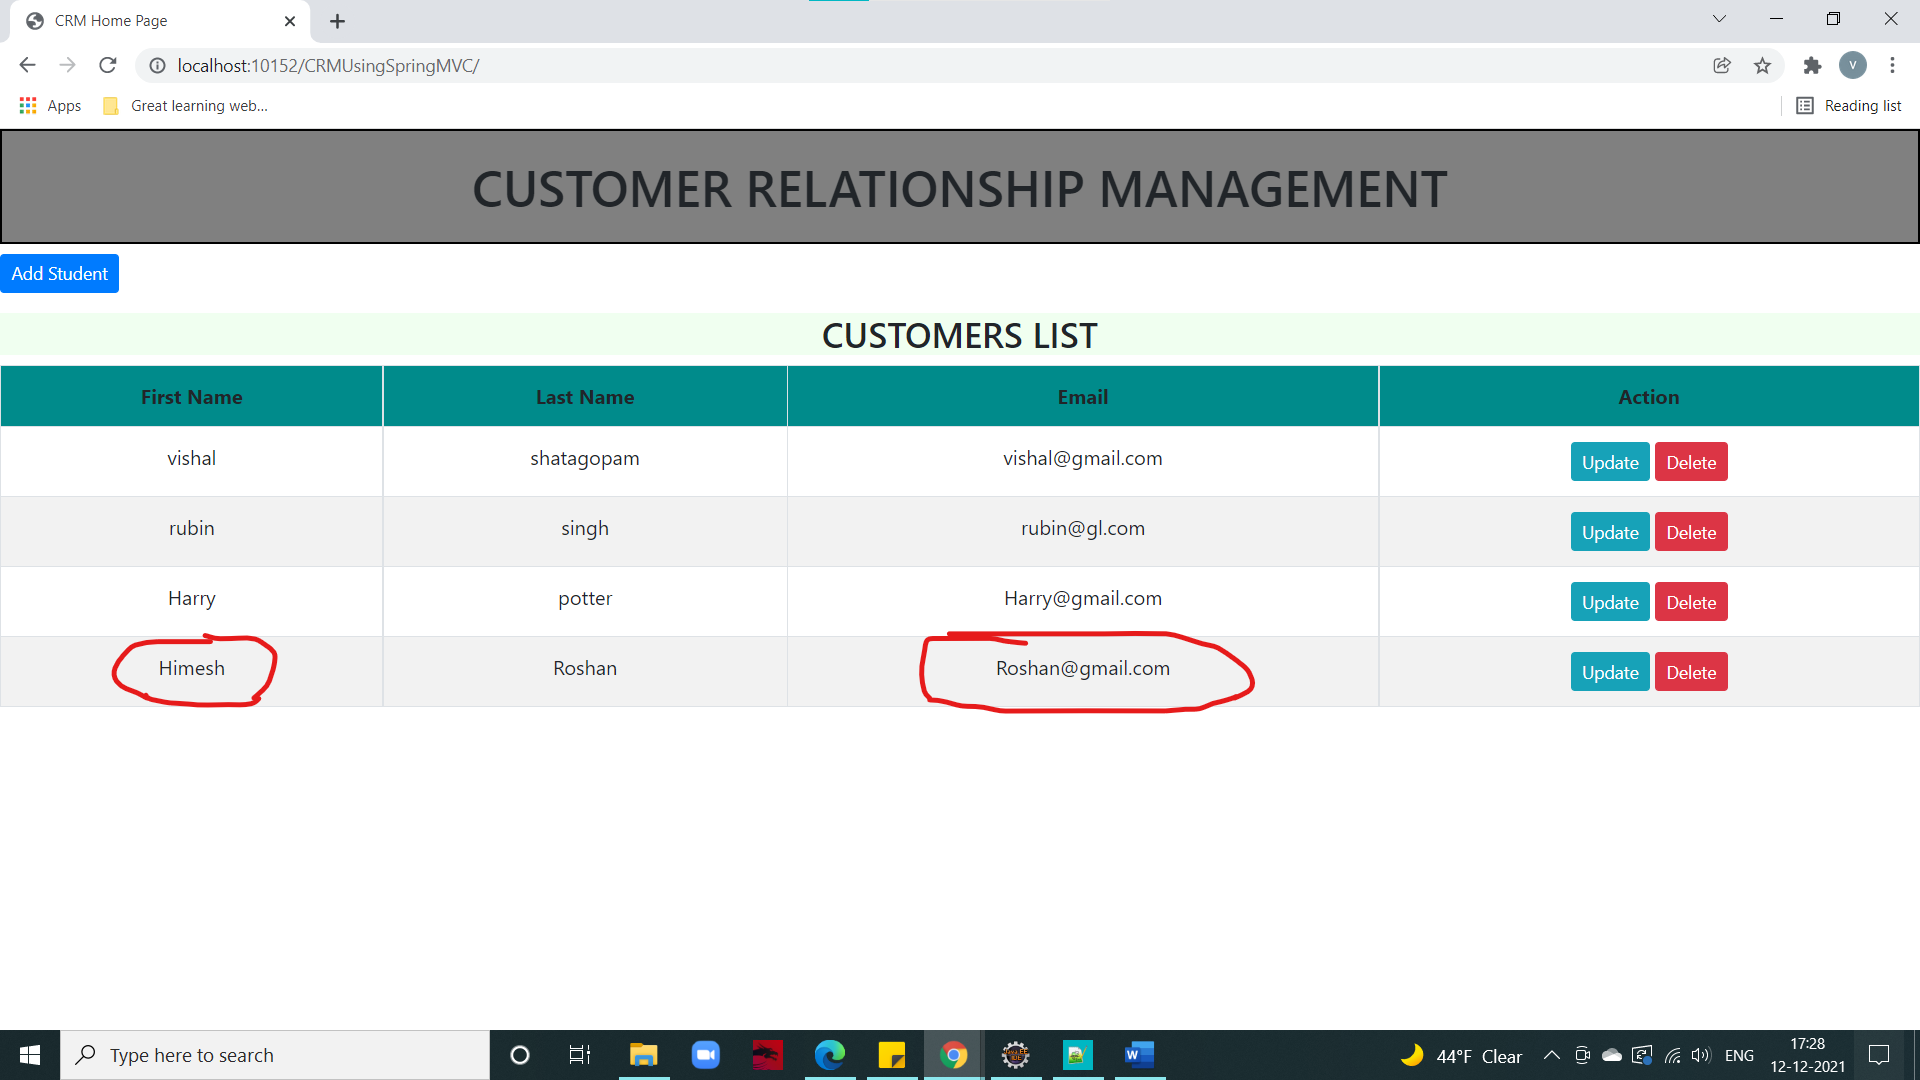 CRM Home Page
localhost:10152/CRMUsingSpringMVC/
V
Apps Great learning web... Reading list
CUSTOMER RELATIONSHIP MANAGEMENT
Add Student
CUSTOMERS LIST
First Name Last Name Email Action
vishal shatagopam vishal@gmail.com Update Delete
rubin singh rubin@gl.com Update Delete
Harry potter Harry@gmail.com Update Delete
Himesh Roshan Roshan@gmail.com Update Delete
Type here to search 44°F Clear ENG 17:28
12-12-2021